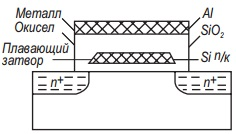 Металл
Окисел
Плавающий
затвор
Al
SiO2
Si п/к
n+
n+